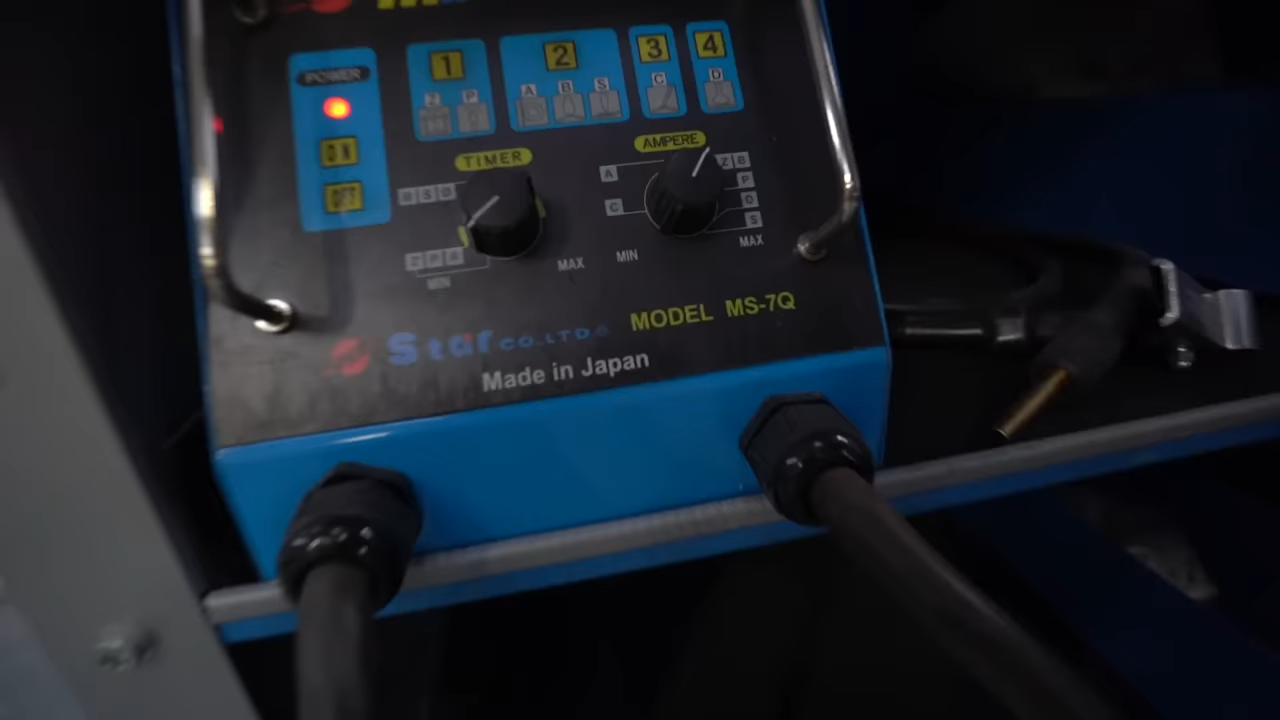 POWER
ON
OFF
1
Z P
2
A B S
3
C
4
D
TIMER
B S D
Z P A
MIN
MAX
AMPERE
A
C
Z B
P
D
S
MIN
MAX
MODEL MS-7Q
Star CO.,LTD.
Made in Japan